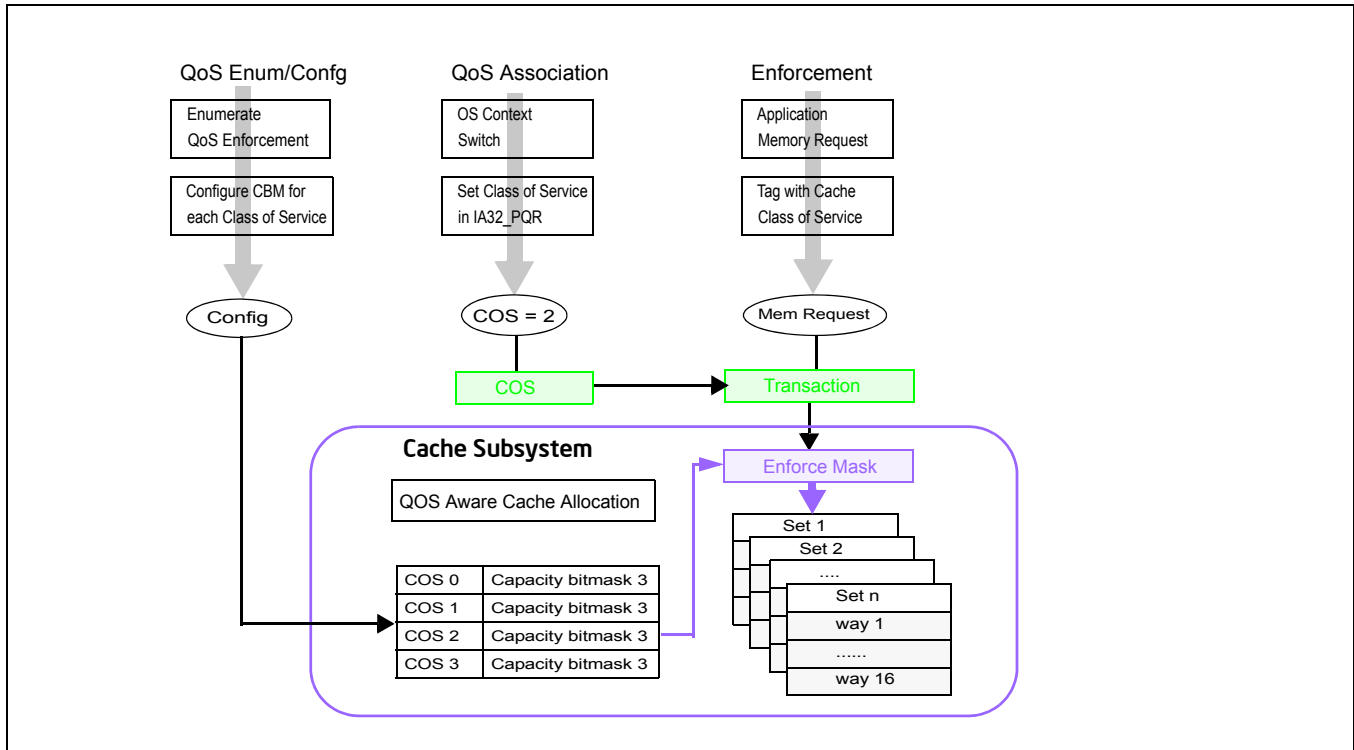 QoS Enum/Confg
QoS Association
Enforcement
Enumerate
QoS Enforcement
OS Context
Switch
Application
Memory Request
Configure CBM for
each Class of Service
Set Class of Service
in IA32_PQR
Tag with Cache
Class of Service
Config
COS = 2
Mem Request
COS
Transaction
Cache Subsystem
Enforce Mask
QOS Aware Cache Allocation
Set 1
Set 2
....
Set n
way 1
......
way 16
COS 0 Capacity bitmask 3
COS 1 Capacity bitmask 3
COS 2 Capacity bitmask 3
COS 3 Capacity bitmask 3